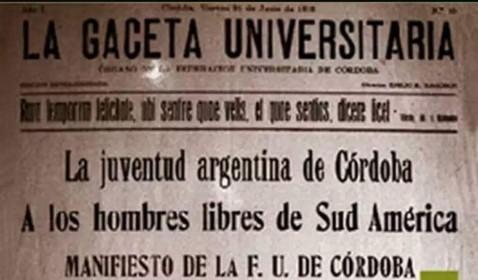 Año I. Córdoba, Viernes 21 de Junio de 1918 N.º 10
LA GACETA UNIVERSITARIA
ÓRGANO DE LA FEDERACIÓN UNIVERSITARIA DE CÓRDOBA
Rara temporum felicitate, ubi sentire quae velis, et quae sentias, dicere licet -
La juventud argentina de Córdoba
A los hombres libres de Sud América
MANIFIESTO DE LA F. U. DE CÓRDOBA